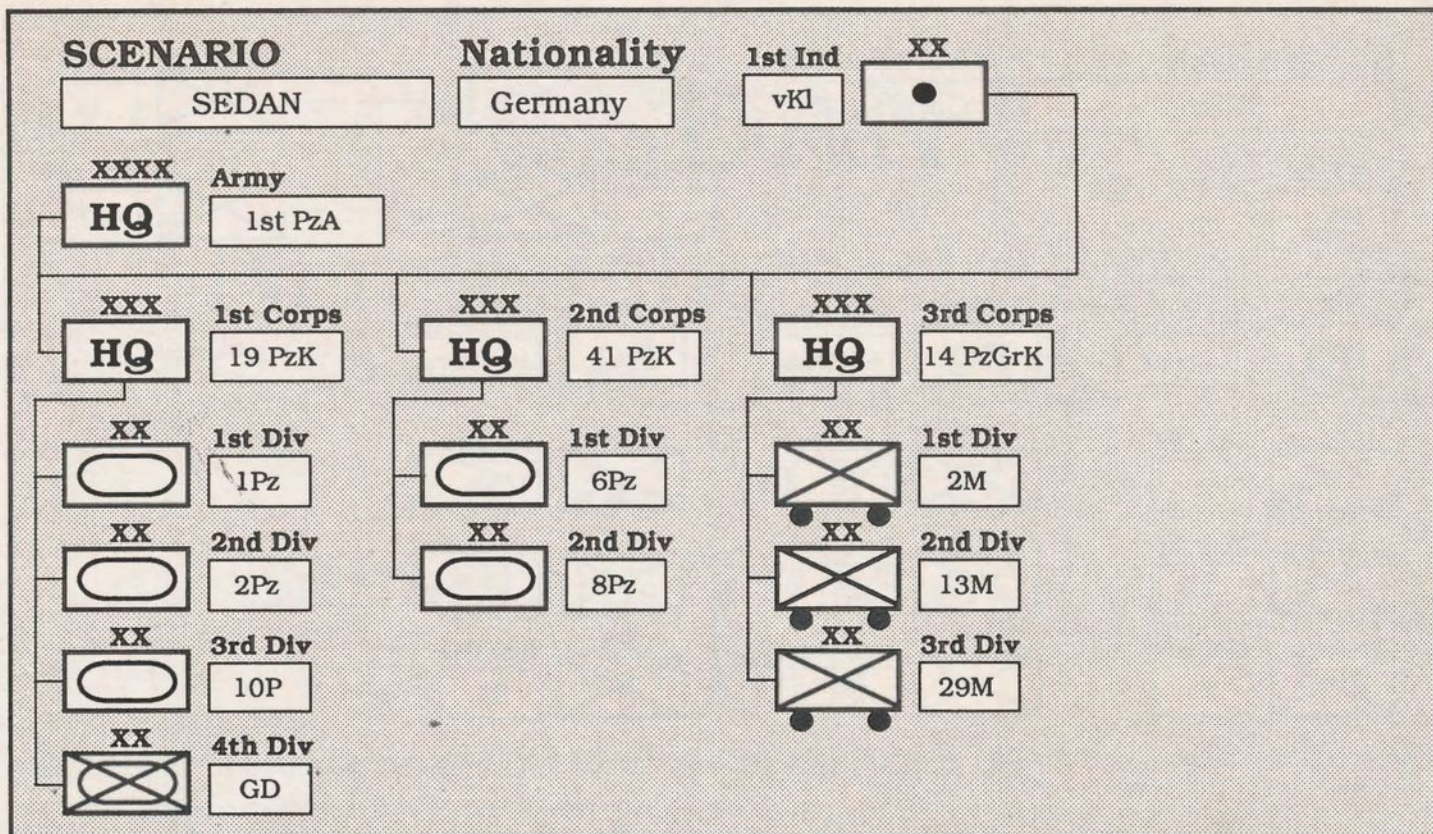 SCENARIO
SEDAN
Nationality
Germany
1st Ind
vKl
XX
XXXX
HQ
Army
1st PzA
XXX
HQ
1st Corps
19 PzK
XXX
HQ
2nd Corps
41 PzK
XXX
HQ
3rd Corps
14 PzGrK
XX
1st Div
1Pz
XX
1st Div
6Pz
XX
1st Div
2M
XX
2nd Div
2Pz
XX
2nd Div
8Pz
XX
2nd Div
13M
XX
3rd Div
10P
XX
3rd Div
29M
XX
4th Div
GD